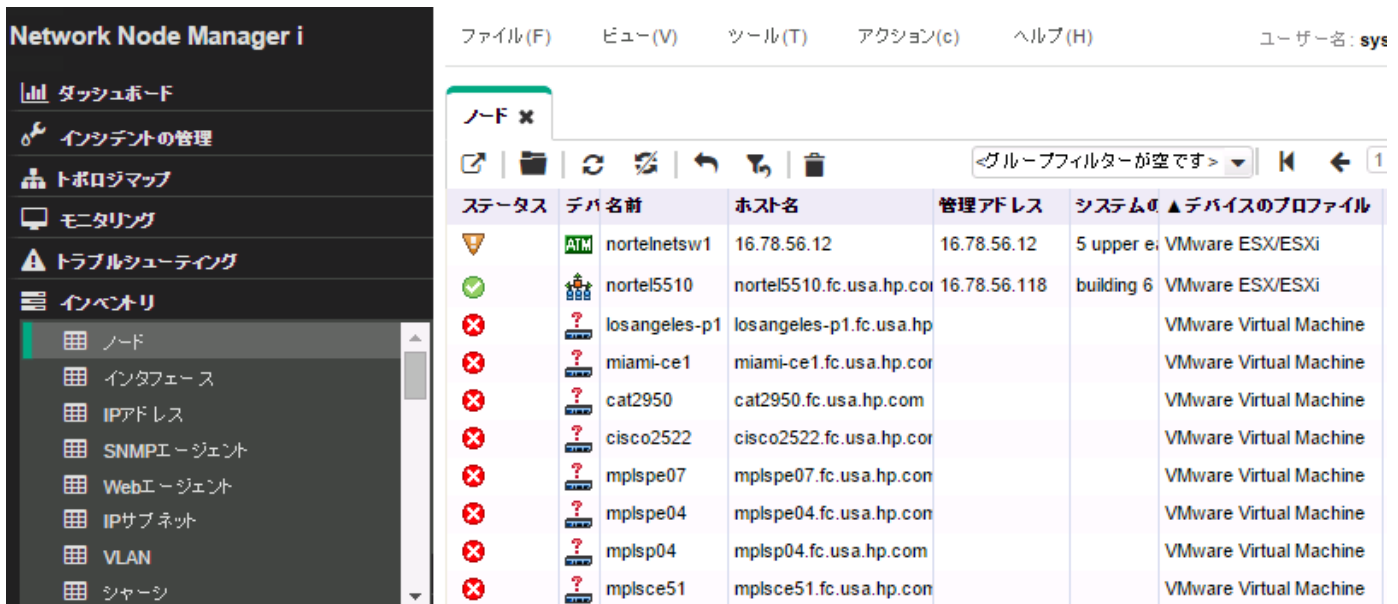 Network Node Manager i
ファイル(F) ビュー(V) ツール(T) アクション(c) ヘルプ(H) ユーザー名: sys
ダッシュボード
インシデントの管理
トポロジマップ
モニタリング
トラブルシューティング
インベントリ
ノード
インタフェース
IPアドレス
SNMPエージェント
Webエージェント
IPサブネット
VLAN
シャーシ
ノード
<グループフィルターが空です> 1
ステータス デバ 名前 ホスト名 管理アドレス システムの ▲デバイスのプロファイル
ATM nortelnetsw1 16.78.56.12 16.78.56.12 5 upper ea VMware ESX/ESXi
nortel5510 nortel5510.fc.usa.hp.com 16.78.56.118 building 6 VMware ESX/ESXi
losangeles-p1 losangeles-p1.fc.usa.hp VMware Virtual Machine
miami-ce1 miami-ce1.fc.usa.hp.com VMware Virtual Machine
cat2950 cat2950.fc.usa.hp.com VMware Virtual Machine
cisco2522 cisco2522.fc.usa.hp.com VMware Virtual Machine
mplspe07 mplspe07.fc.usa.hp.com VMware Virtual Machine
mplspe04 mplspe04.fc.usa.hp.com VMware Virtual Machine
mplsp04 mplsp04.fc.usa.hp.com VMware Virtual Machine
mplsce51 mplsce51.fc.usa.hp.com VMware Virtual Machine